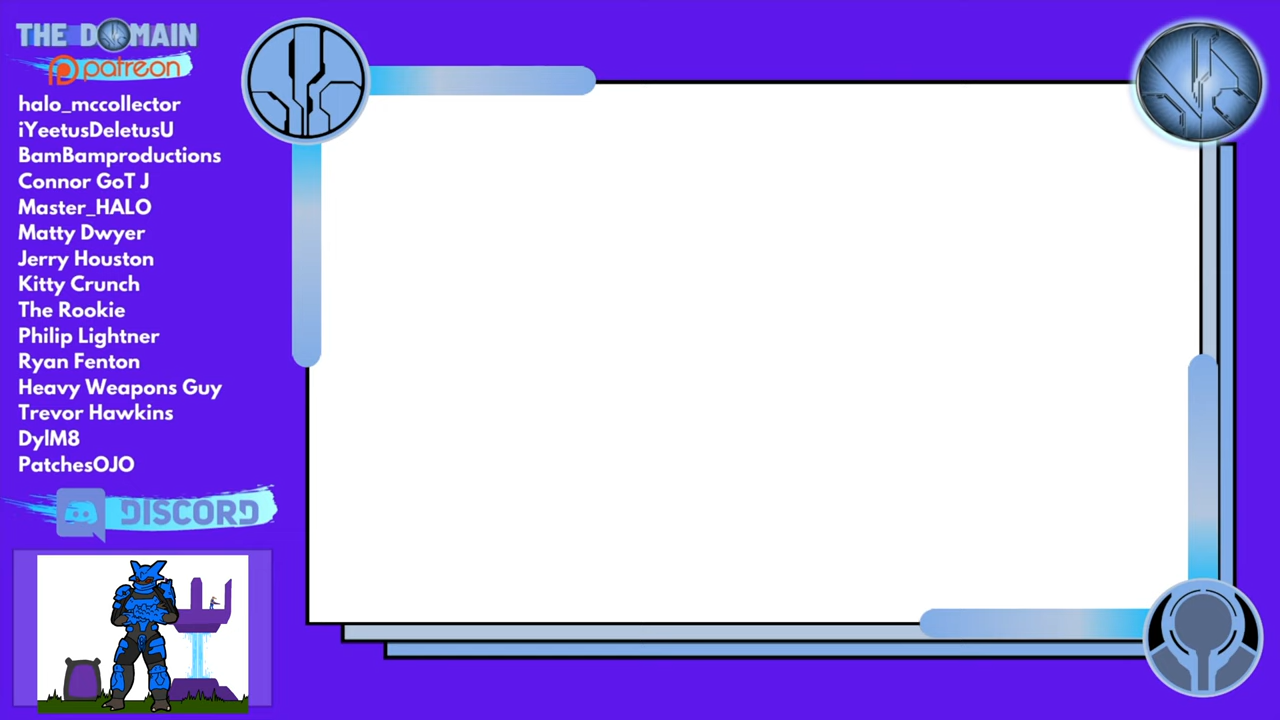 THE DOMAIN
patreon
halo_mccollector
iYeetusDeletusU
BamBamproductions
Connor GoT J
Master_HALO
Matty Dwyer
Jerry Houston
Kitty Crunch
The Rookie
Philip Lightner
Ryan Fenton
Heavy Weapons Guy
Trevor Hawkins
DylM8
PatchesOJO
DISCORD